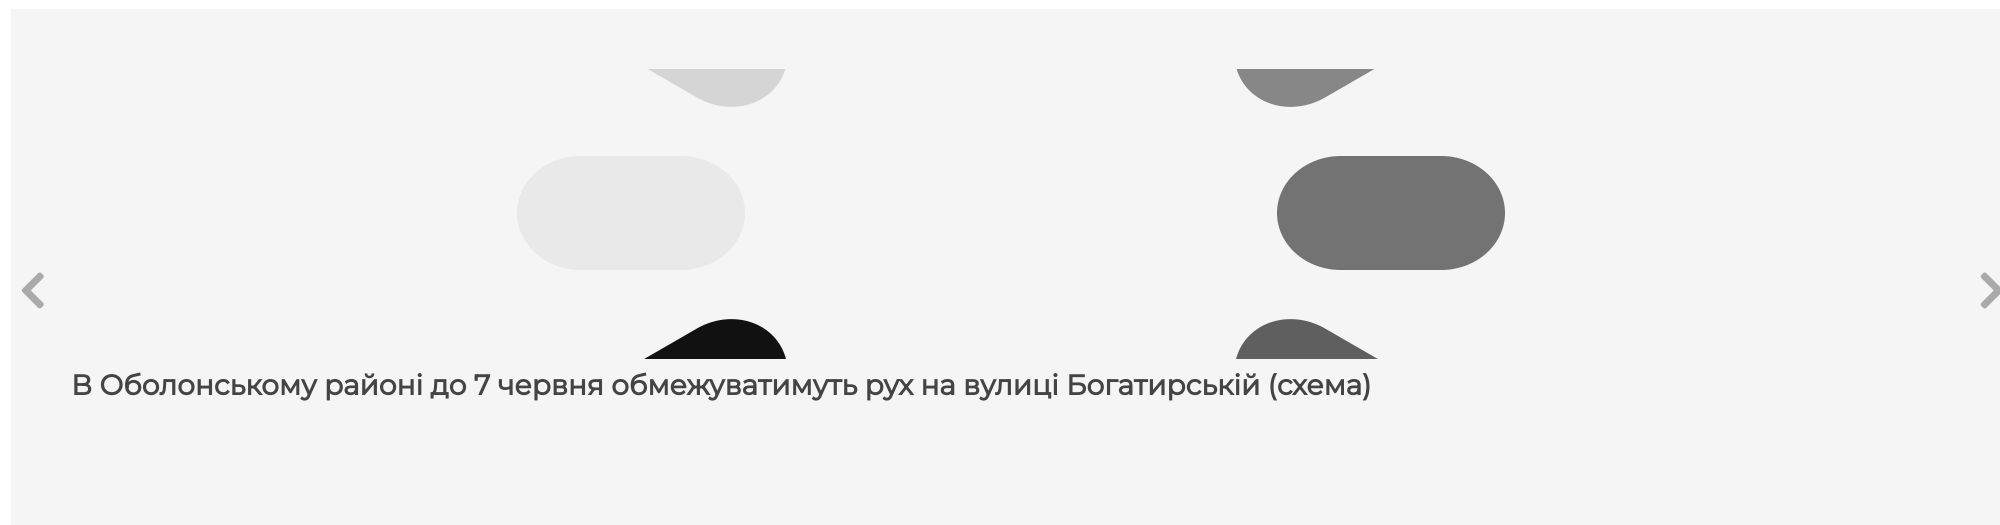 В Оболонському районі до 7 червня обмежуватимуть рух на вулиці Богатирській (схема)